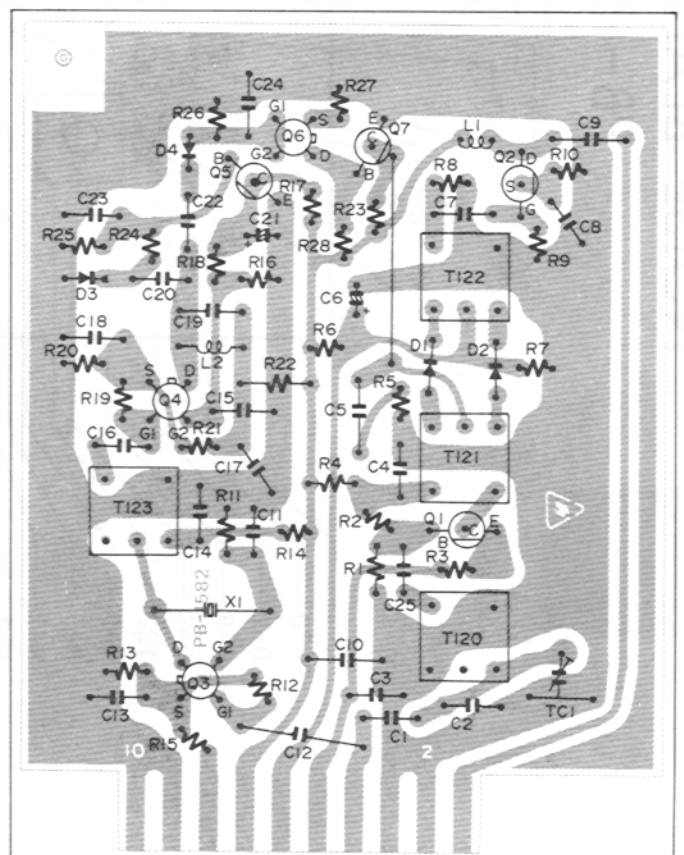 C24
R27
R26
G1
S
Q6
E
Q7
C
B
L1
C9
D4
G2
D
B
Q5
C
E
R17
R8
Q2
D
S
G
R10
C23
C22
C21
+
R23
C7
C8
R25
R24
R18
R16
R28
R9
T122
D3
C20
C6
+
C18
C19
R6
D1
D2
R7
R20
L2
R22
S
D
R19
Q4
C15
R5
C5
C16
G1
G2
R21
T121
C17
R4
C4
T123
R11
C11
R14
R2
Q1
E
C
B
C14
R1
R3
C25
X1
T120
C10
R13
D
G2
Q3
R12
C3
C13
S
G1
C1
C2
TC1
R15
C12
10
2